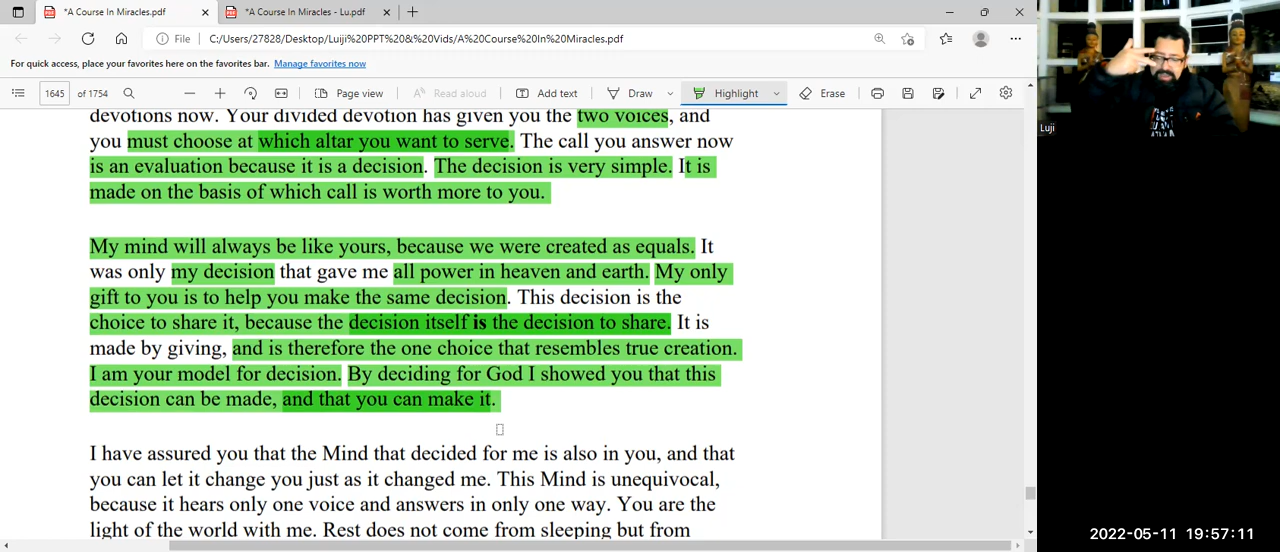 *A Course In Miracles.pdf
*A Course In Miracles - Lu.pdf
File
C:/Users/27828/Desktop/Luiji%20PPT%20&%20Vids/A%20Course%20In%20Miracles.pdf
For quick access, place your favorites here on the favorites bar. Manage favorites now
1645 of 1754
Page view
Read aloud
Add text
Draw
Highlight
Erase
devotions now. Your divided devotion has given you the two voices, and
you must choose at which altar you want to serve. The call you answer now
is an evaluation because it is a decision. The decision is very simple. It is
made on the basis of which call is worth more to you.
My mind will always be like yours, because we were created as equals. It
was only my decision that gave me all power in heaven and earth. My only
gift to you is to help you make the same decision. This decision is the
choice to share it, because the decision itself is the decision to share. It is
made by giving, and is therefore the one choice that resembles true creation.
I am your model for decision. By deciding for God I showed you that this
decision can be made, and that you can make it.
I have assured you that the Mind that decided for me is also in you, and that
you can let it change you just as it changed me. This Mind is unequivocal,
because it hears only one voice and answers in only one way. You are the
light of the world with me. Rest does not come from sleeping but from
Luji
2022-05-11 19:57:11